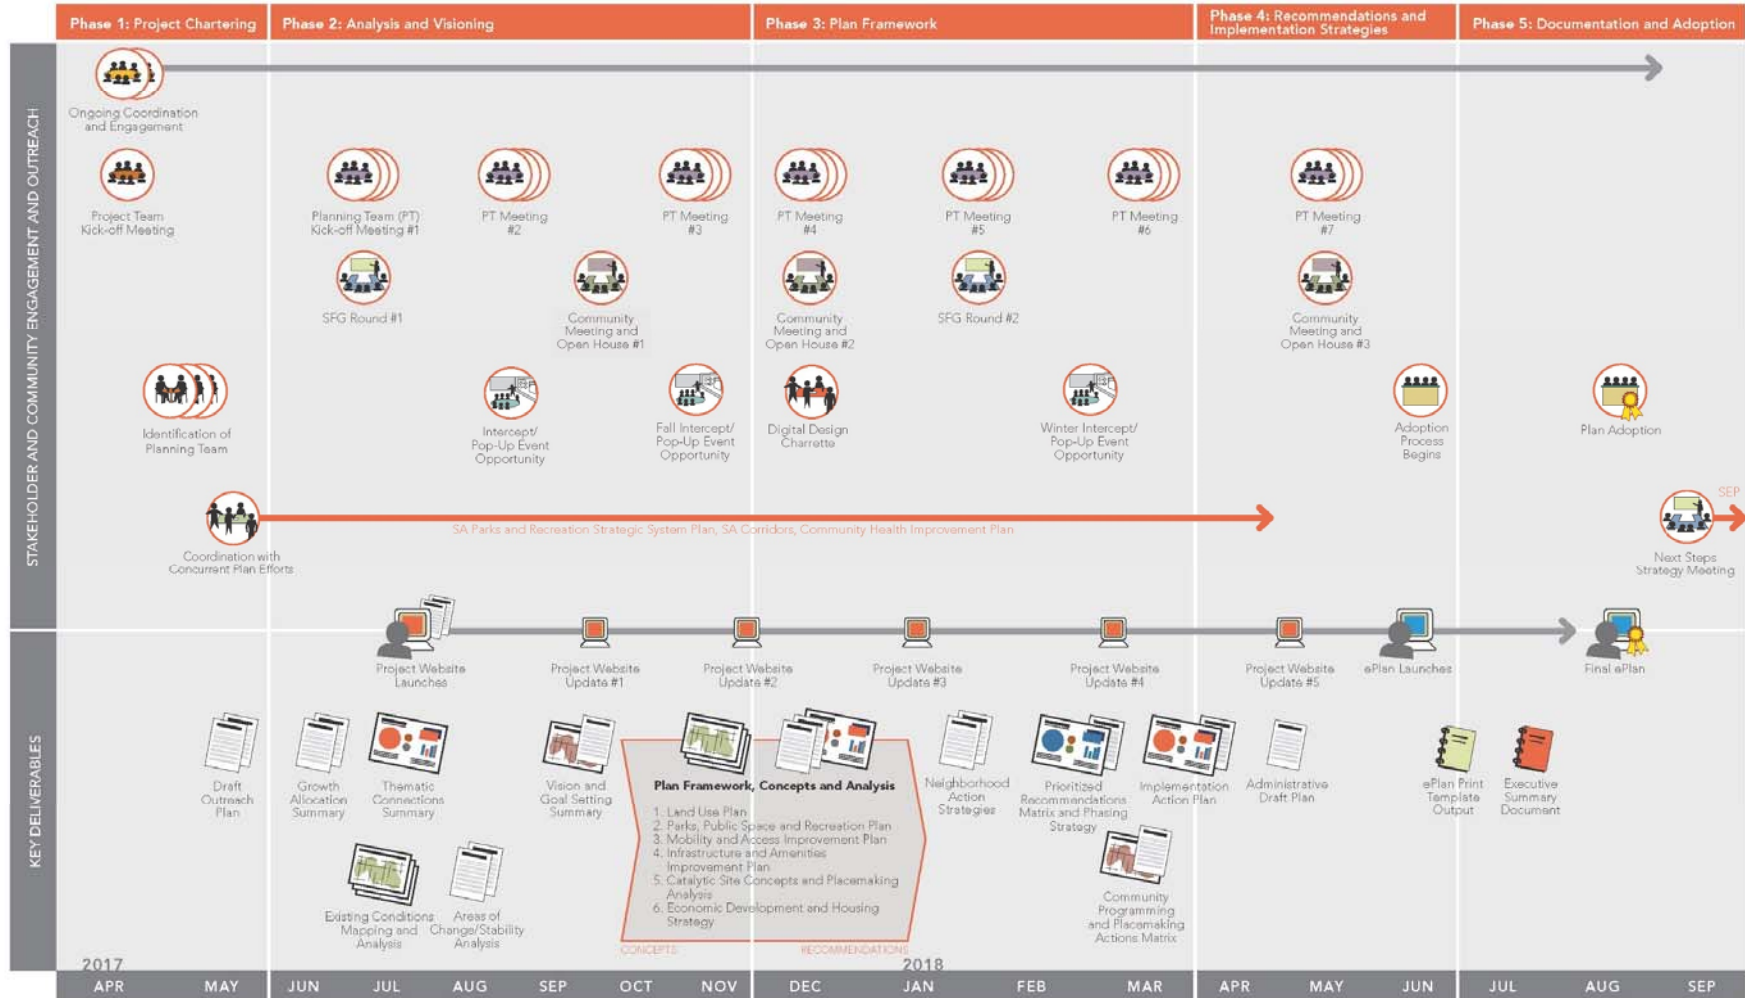 Phase 1: Project Chartering
Phase 2: Analysis and Visioning
Phase 3: Plan Framework
Phase 4: Recommendations and
Implementation Strategies
Phase 5: Documentation and Adoption
STAKEHOLDER AND COMMUNITY ENGAGEMENT AND OUTREACH
Ongoing Coordination
and Engagement
Project Team
Kick-off Meeting
Planning Team (PT)
Kick-off Meeting #1
PT Meeting
#2
PT Meeting
#3
PT Meeting
#4
PT Meeting
#5
PT Meeting
#6
PT Meeting
#7
SFG Round #1
Community
Meeting and
Open House #1
Community
Meeting and
Open House #2
SFG Round #2
Community
Meeting and
Open House #3
Identification of
Planning Team
Intercept/
Pop-Up Event
Opportunity
Fall Intercept/
Pop-Up Event
Opportunity
Digital Design
Charrette
Winter Intercept/
Pop-Up Event
Opportunity
Adoption
Process
Begins
Plan Adoption
SA Parks and Recreation Strategic System Plan, SA Corridors, Community Health Improvement Plan
SEP
Coordination with
Concurrent Plan Efforts
Next Steps
Strategy Meeting
Project Website
Launches
Project Website
Update #1
Project Website
Update #2
Project Website
Update #3
Project Website
Update #4
Project Website
Update #5
ePlan Launches
Final ePlan
KEY DELIVERABLES
Draft
Outreach
Plan
Growth
Allocation
Summary
Thematic
Connections
Summary
Vision and
Goal Setting
Summary
Plan Framework, Concepts and Analysis
1. Land Use Plan
2. Parks, Public Space and Recreation Plan
3. Mobility and Access Improvement Plan
4. Infrastructure and Amenities
Improvement Plan
5. Catalytic Site Concepts and Placemaking
Analysis
6. Economic Development and Housing
Strategy
CONCEPTS
RECOMMENDATIONS
Neighborhood
Action
Strategies
Prioritized
Recommendations
Matrix and Phasing
Strategy
Implementation
Action Plan
Administrative
Draft Plan
ePlan Print
Template
Output
Executive
Summary
Document
Existing Conditions
Mapping and
Analysis
Areas of
Change/Stability
Analysis
Community
Programming
and Placemaking
Actions Matrix
2017
2018
APR
MAY
JUN
JUL
AUG
SEP
OCT
NOV
DEC
JAN
FEB
MAR
APR
MAY
JUN
JUL
AUG
SEP